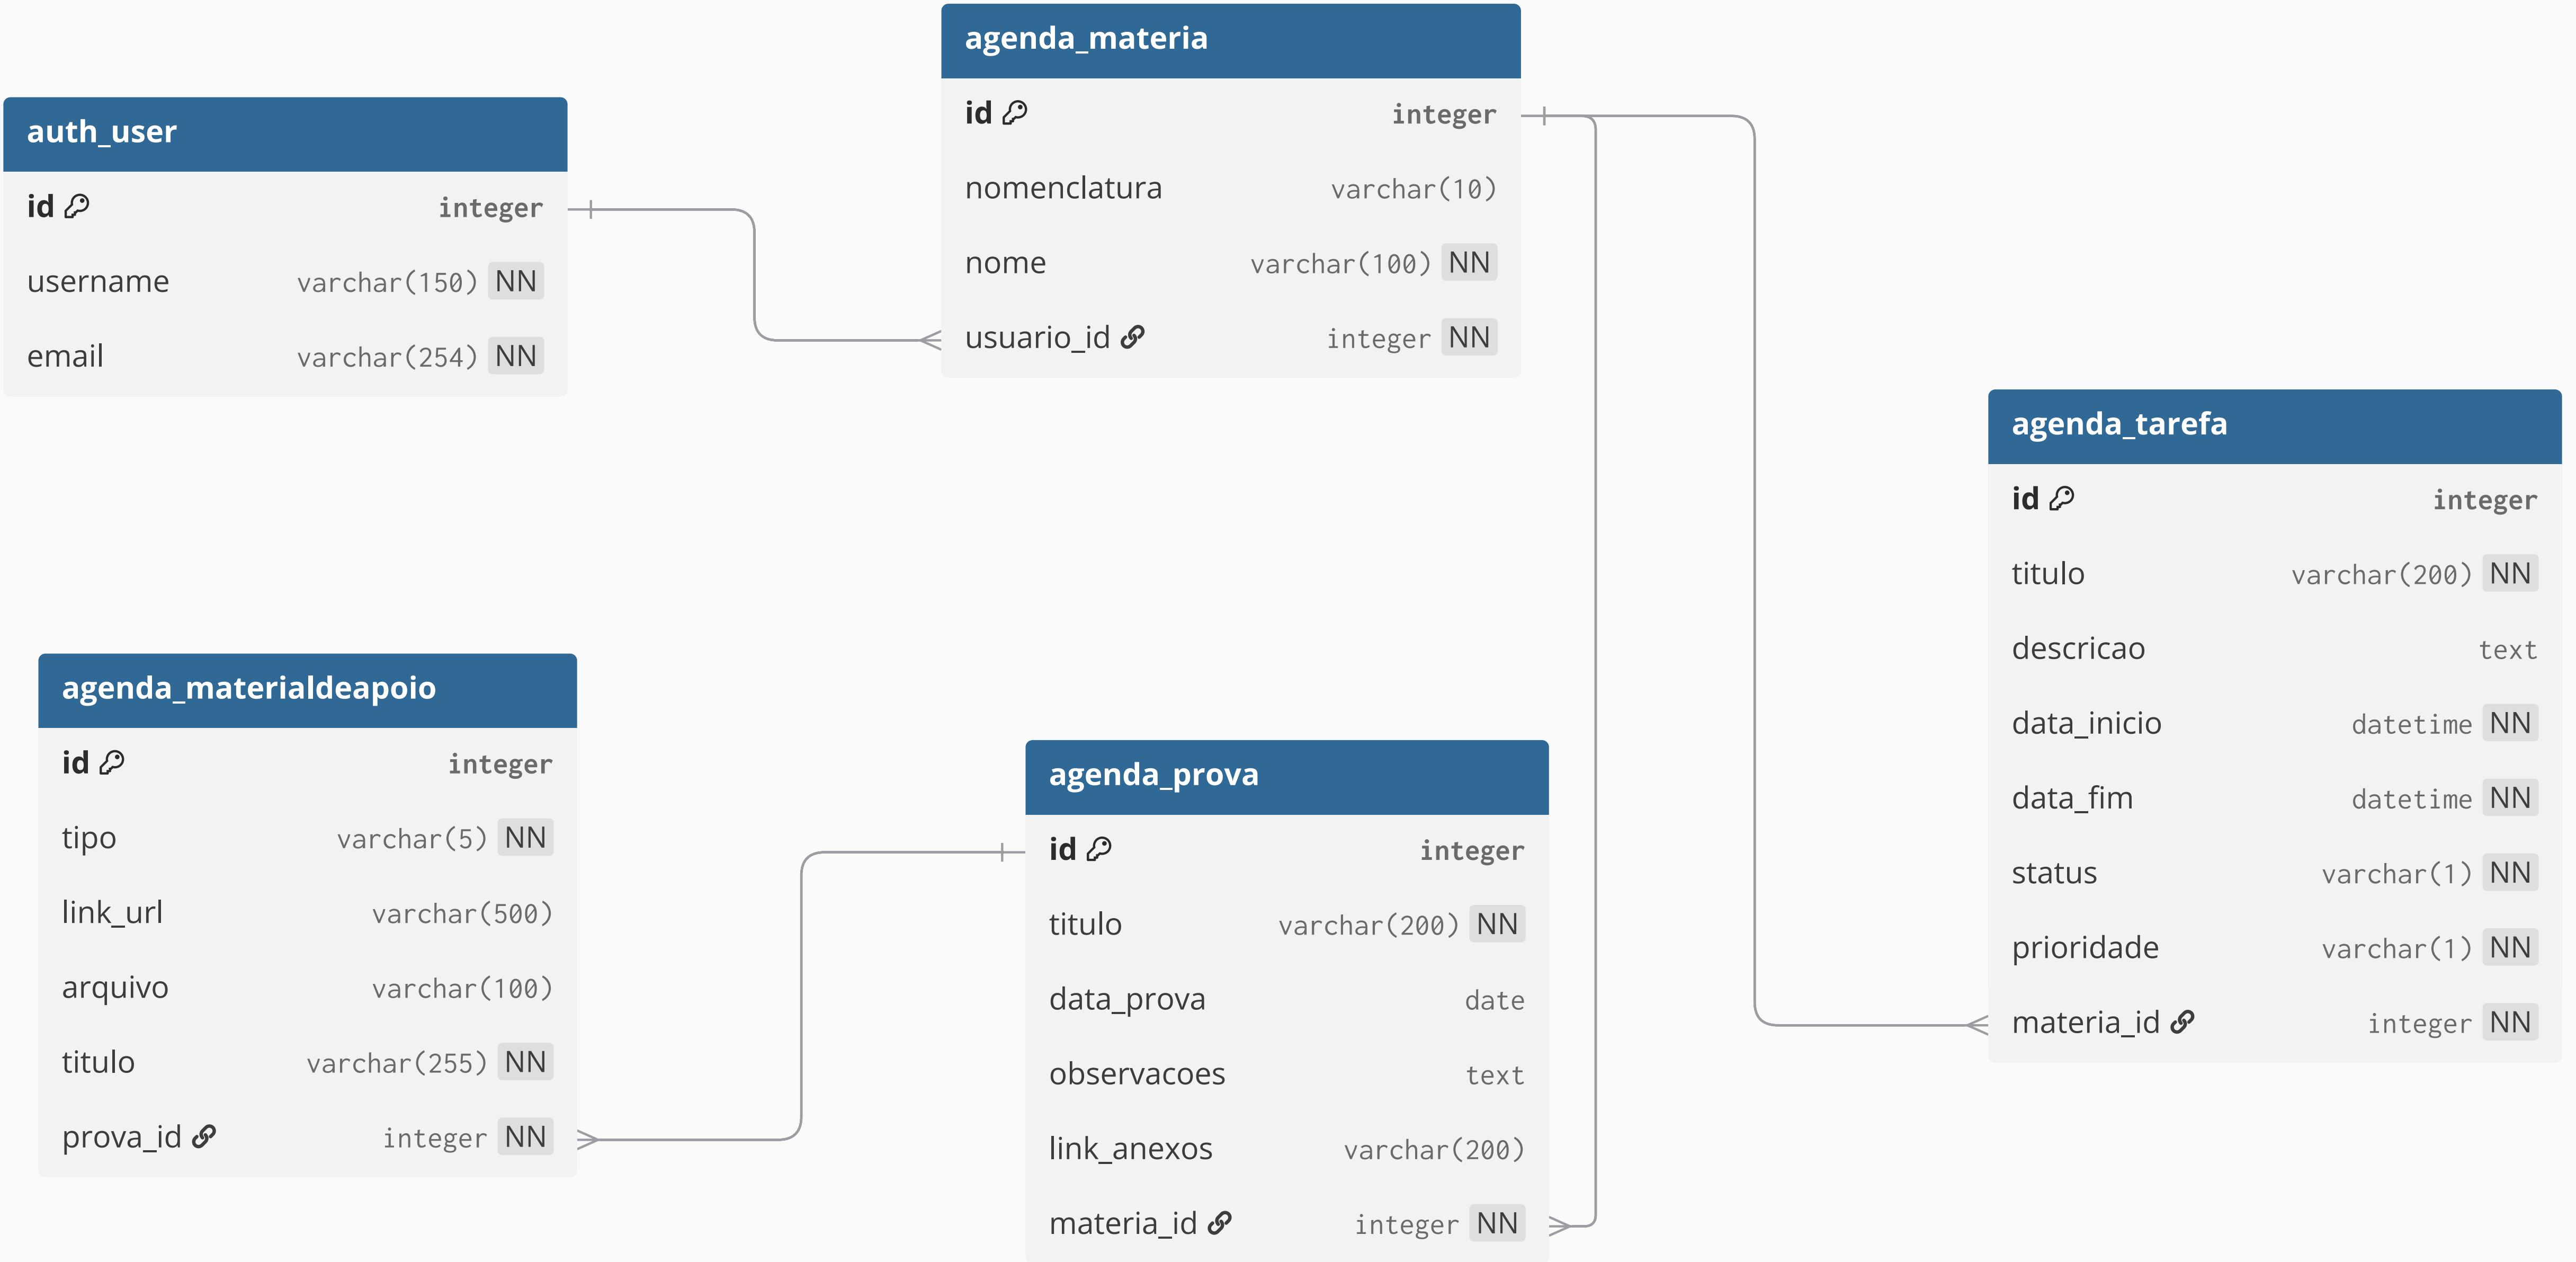 auth_user
id integer
username varchar(150) NN
email varchar(254) NN
agenda_materia
id integer
nomenclatura varchar(10)
nome varchar(100) NN
usuario_id integer NN
agenda_tarefa
id integer
titulo varchar(200) NN
descricao text
data_inicio datetime NN
data_fim datetime NN
status varchar(1) NN
prioridade varchar(1) NN
materia_id integer NN
agenda_materialdeapoio
id integer
tipo varchar(5) NN
link_url varchar(500)
arquivo varchar(100)
titulo varchar(255) NN
prova_id integer NN
agenda_prova
id integer
titulo varchar(200) NN
data_prova date
observacoes text
link_anexos varchar(200)
materia_id integer NN